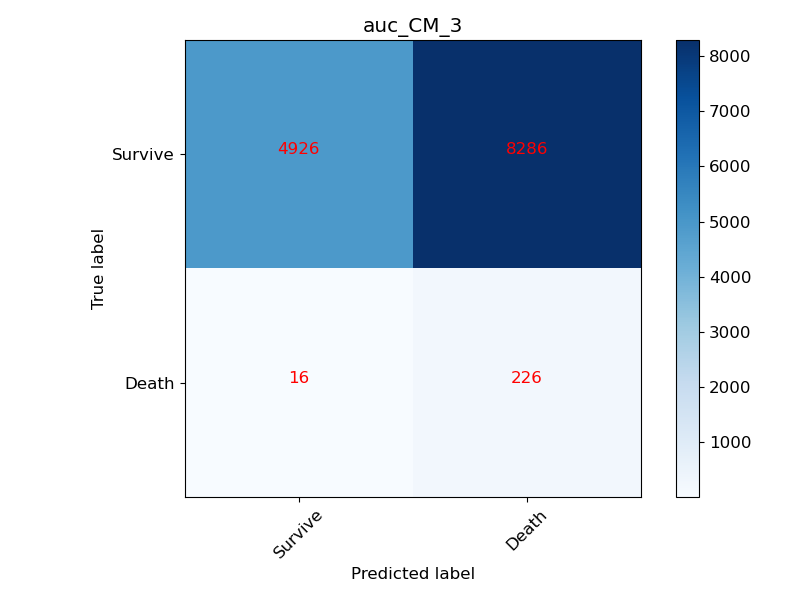 auc_CM_3
Survive
4926
8286
8000
7000
6000
5000
4000
3000
2000
1000
True label
Death
16
226
Survive
Death
Predicted label